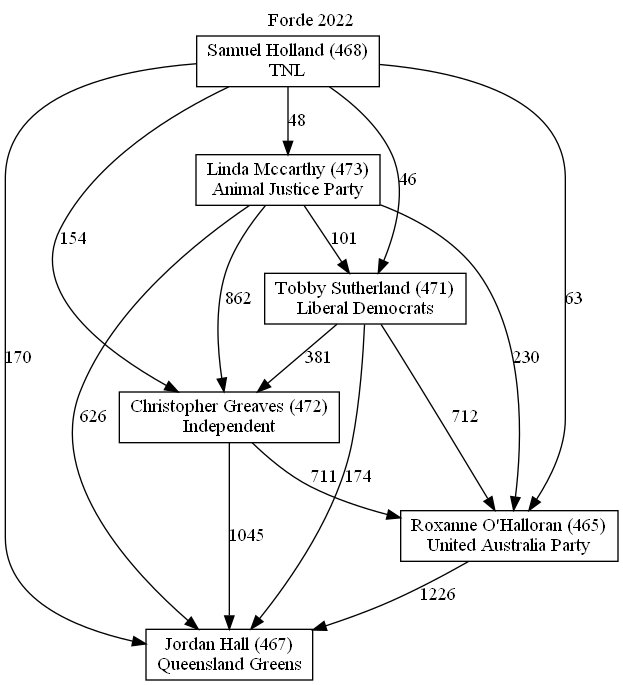 Forde 2022
Samuel Holland (468)
TNL
48
Linda Mccarthy (473)
Animal Justice Party
46
154
101
Tobby Sutherland (471)
Liberal Democrats
862
63
170
381
230
626
712
Christopher Greaves (472)
Independent
711
174
1045
Roxanne O'Halloran (465)
United Australia Party
1226
Jordan Hall (467)
Queensland Greens